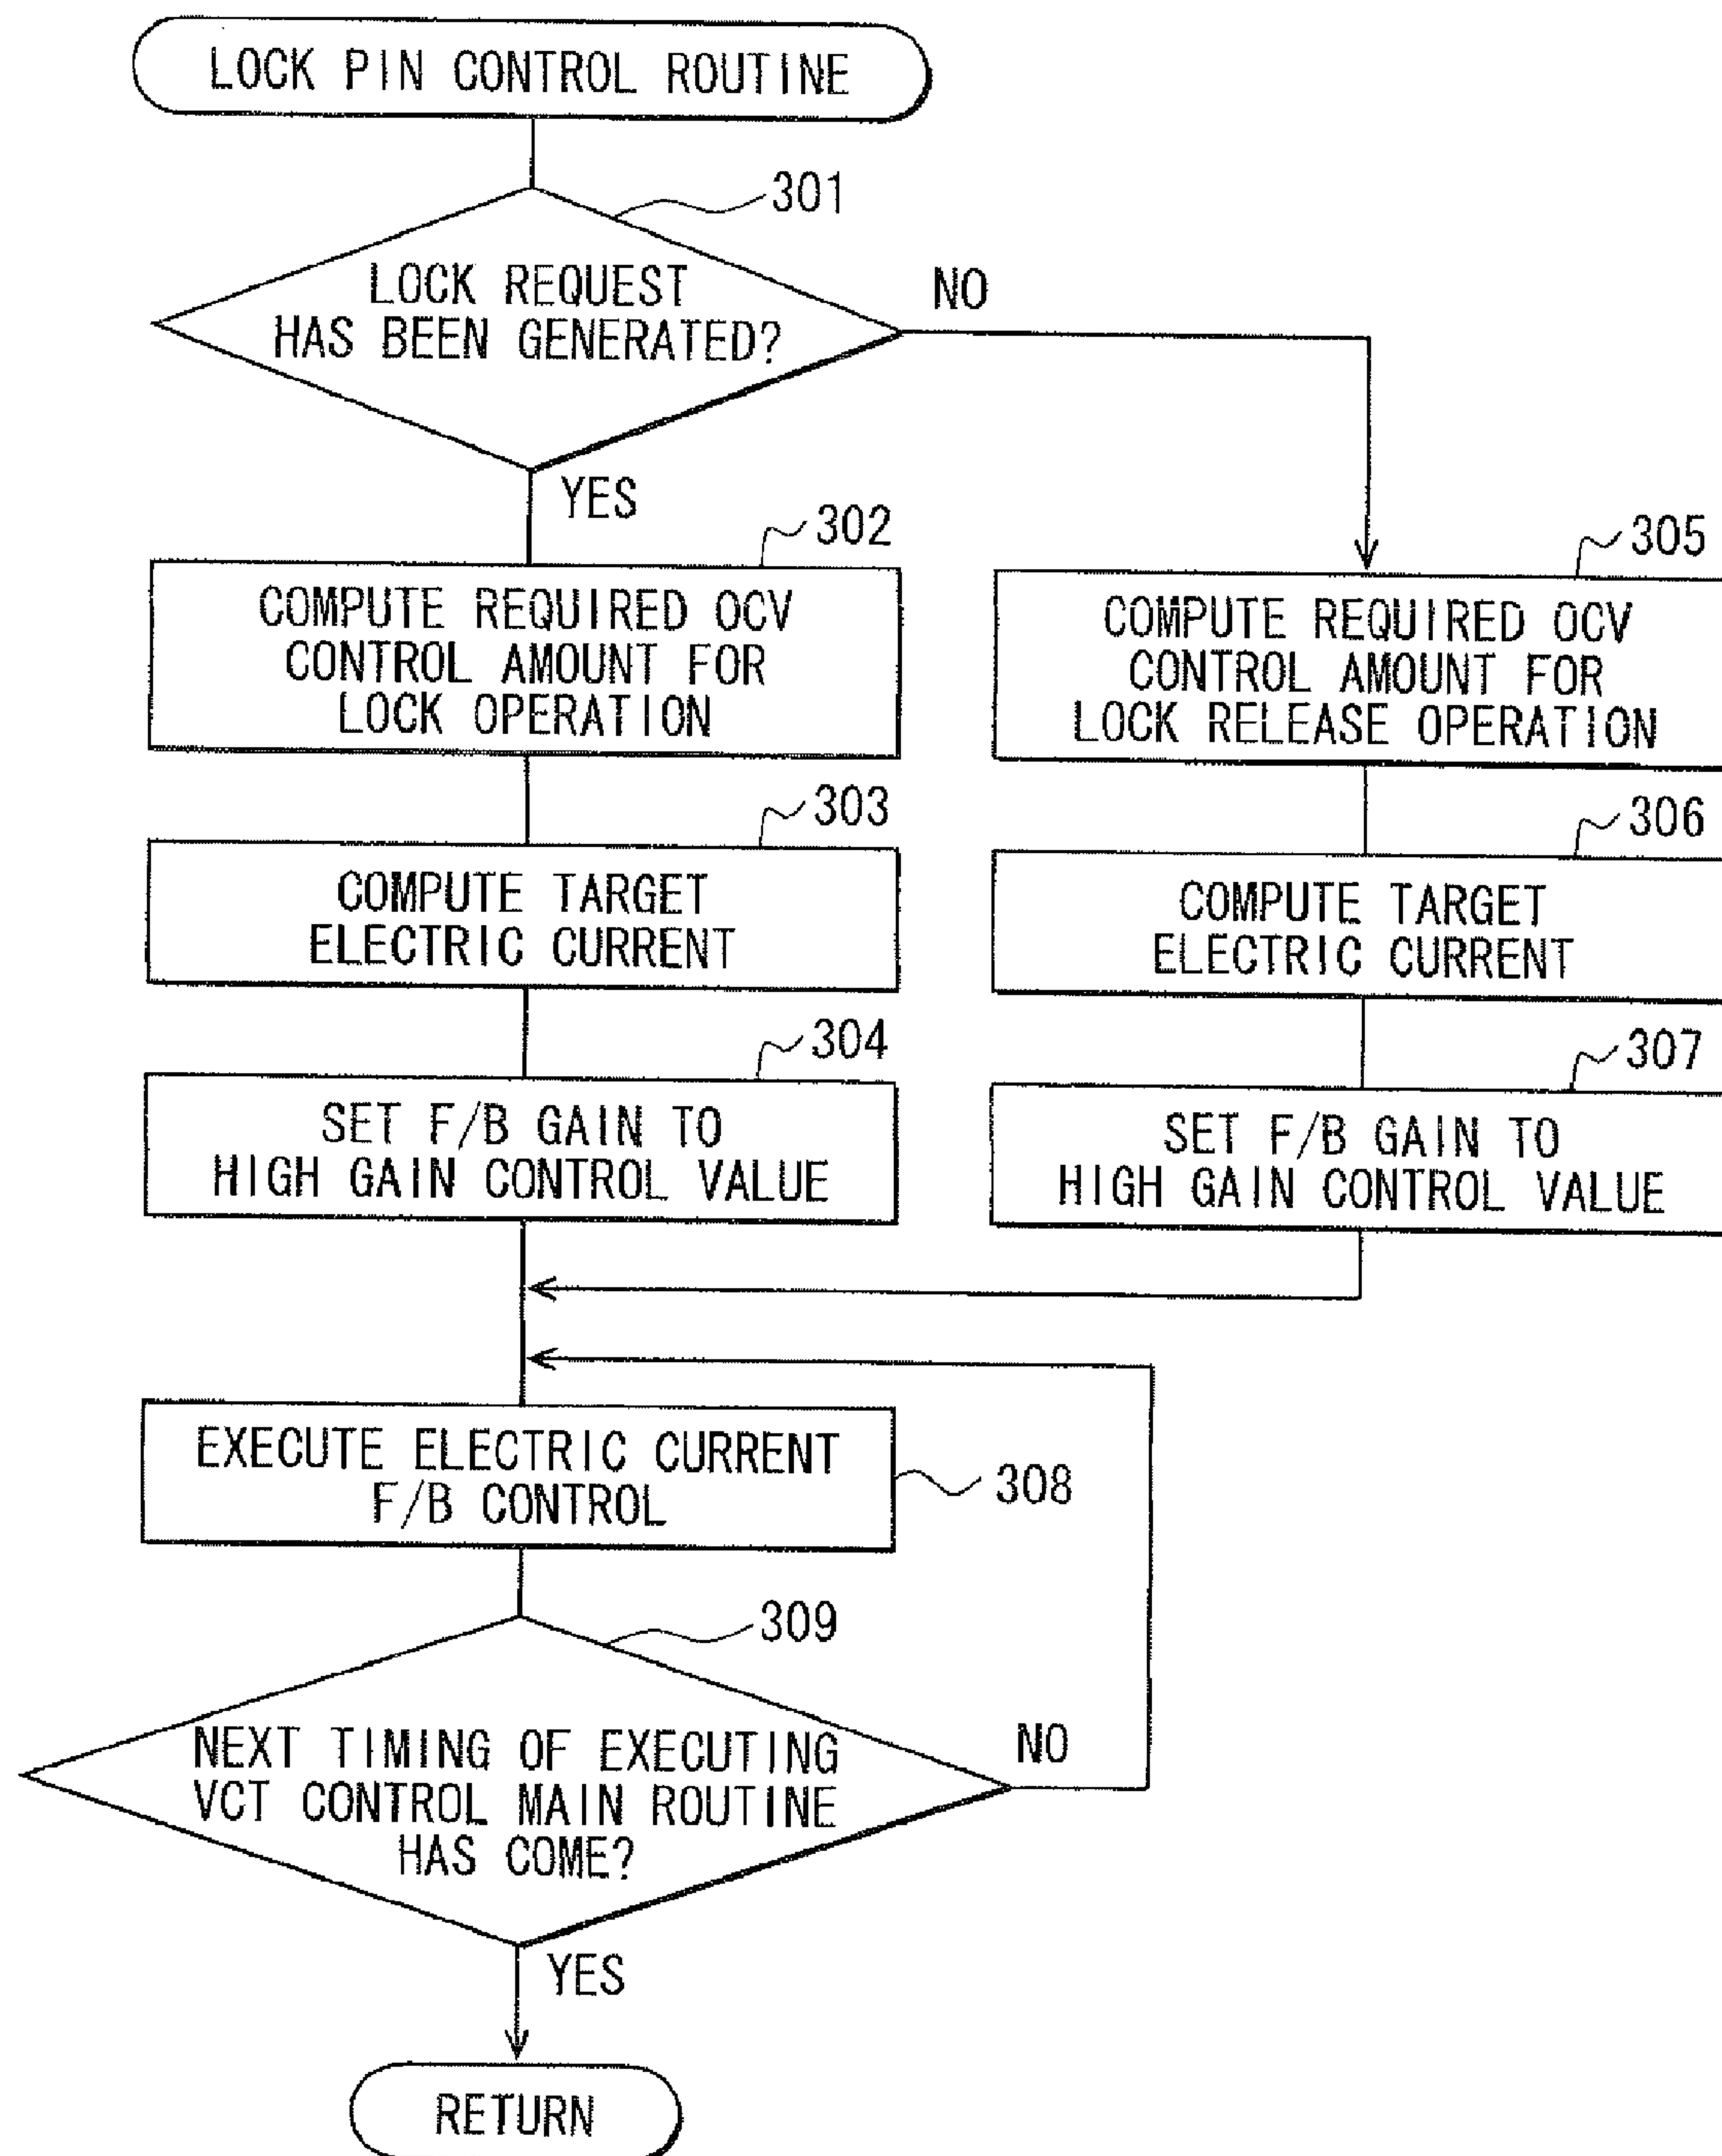 LOCK PIN CONTROL ROUTINE
301
LOCK REQUEST
HAS BEEN GENERATED?
NO
YES
302
COMPUTE REQUIRED OCV
CONTROL AMOUNT FOR
LOCK OPERATION
305
COMPUTE REQUIRED OCV
CONTROL AMOUNT FOR
LOCK RELEASE OPERATION
303
COMPUTE TARGET
ELECTRIC CURRENT
306
COMPUTE TARGET
ELECTRIC CURRENT
304
SET F/B GAIN TO
HIGH GAIN CONTROL VALUE
307
SET F/B GAIN TO
HIGH GAIN CONTROL VALUE
EXECUTE ELECTRIC CURRENT
F/B CONTROL
308
309
NEXT TIMING OF EXECUTING
VCT CONTROL MAIN ROUTINE
HAS COME?
NO
YES
RETURN